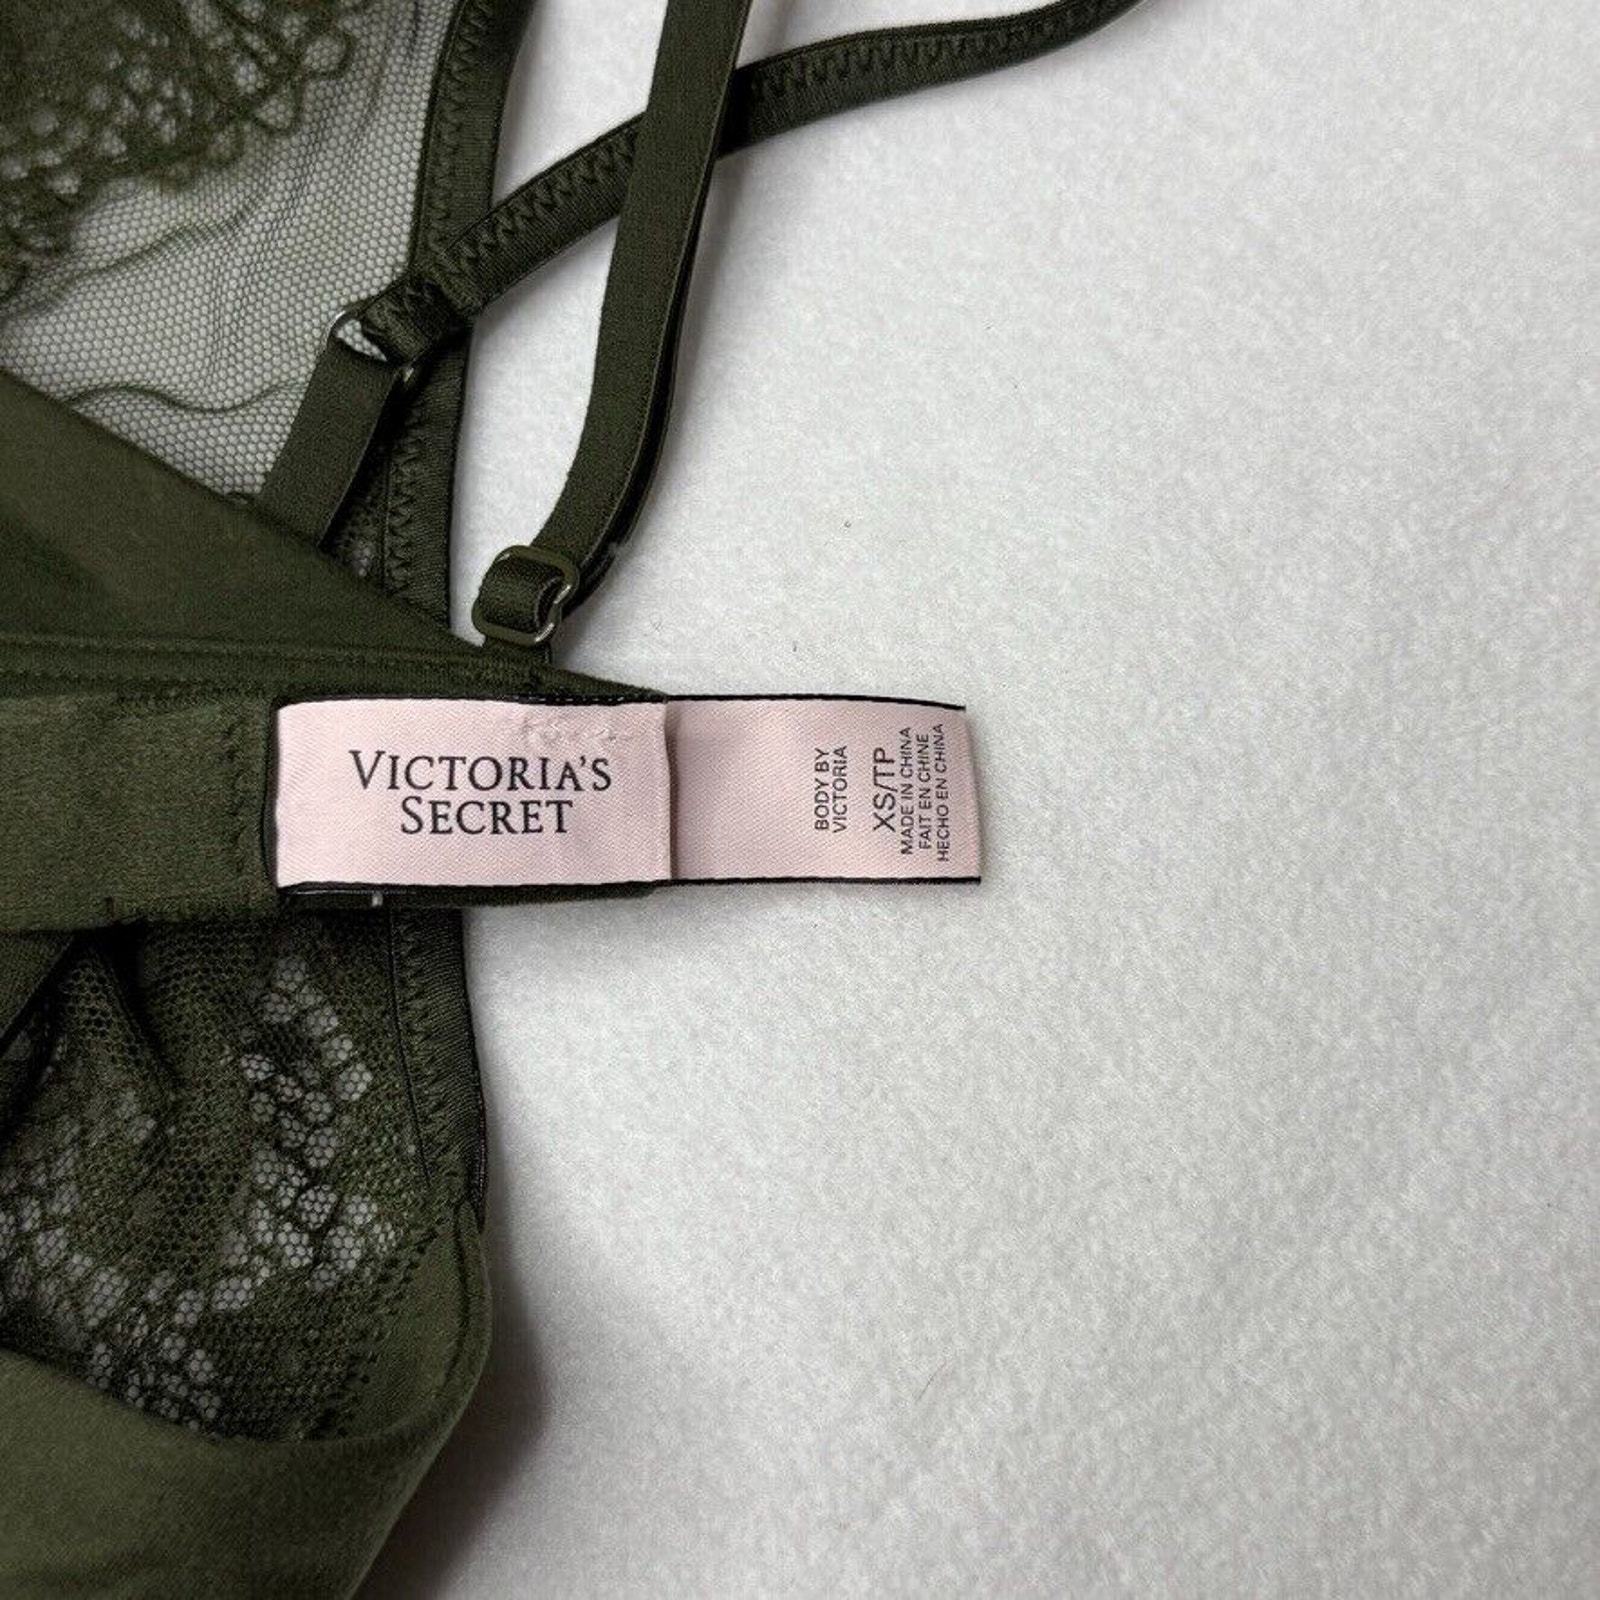 VICTORIA'S
SECRET
BODY BY
VICTORIA
XS/TP
MADE IN CHINA
FAIT EN CHINE
HECHO EN CHINA